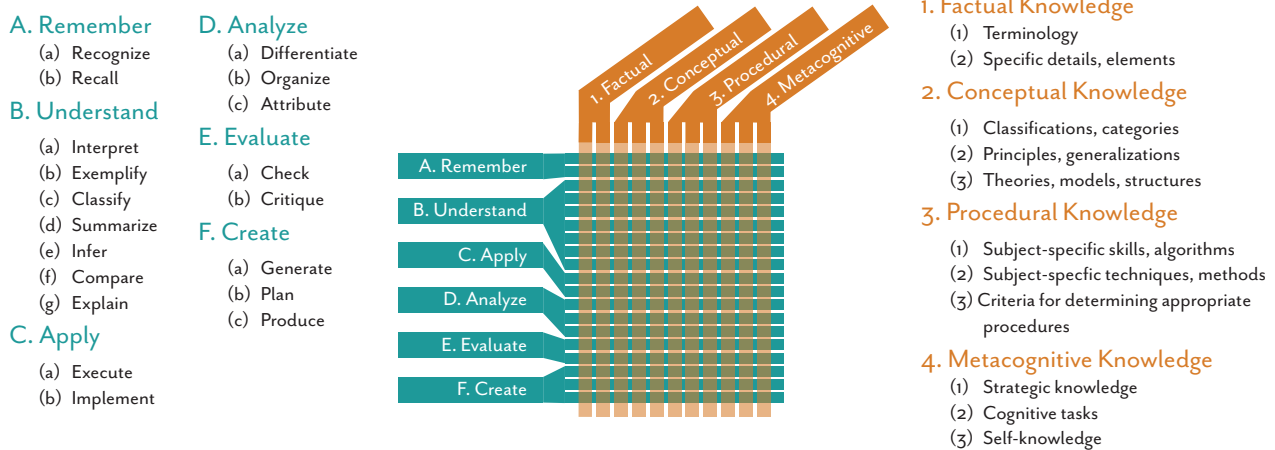 A. Remember
(a) Recognize
(b) Recall
B. Understand
(a) Interpret
(b) Exemplify
(c) Classify
(d) Summarize
(e) Infer
(f) Compare
(g) Explain
C. Apply
(a) Execute
(b) Implement
D. Analyze
(a) Differentiate
(b) Organize
(c) Attribute
E. Evaluate
(a) Check
(b) Critique
F. Create
(a) Generate
(b) Plan
(c) Produce
1. Factual
2. Conceptual
3. Procedural
4. Metacognitive
A. Remember
B. Understand
C. Apply
D. Analyze
E. Evaluate
F. Create
1. Factual Knowledge
(1) Terminology
(2) Specific details, elements
2. Conceptual Knowledge
(1) Classifications, categories
(2) Principles, generalizations
(3) Theories, models, structures
3. Procedural Knowledge
(1) Subject-specific skills, algorithms
(2) Subject-specfic techniques, methods
(3) Criteria for determining appropriate
procedures
4. Metacognitive Knowledge
(1) Strategic knowledge
(2) Cognitive tasks
(3) Self-knowledge